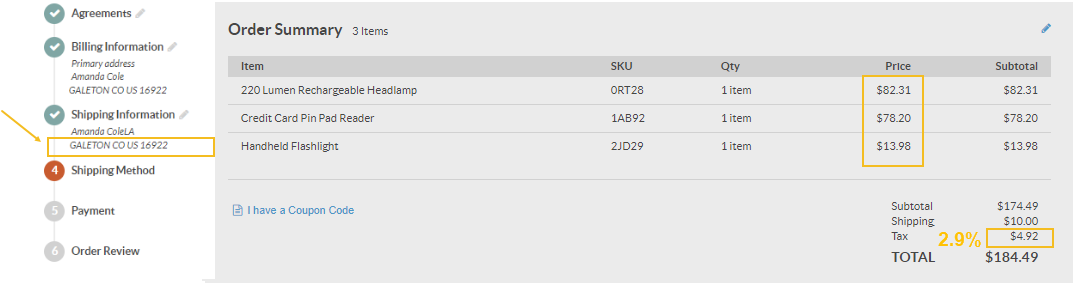 Agreements
Billing Information
Primary address
Amanda Cole
GALETON CO US 16922
Shipping Information
Amanda ColeLA
GALETON CO US 16922
4 Shipping Method
5 Payment
6 Order Review
Order Summary 3 Items
Item SKU Qty Price Subtotal
220 Lumen Rechargeable Headlamp 0RT28 1 item $82.31 $82.31
Credit Card Pin Pad Reader 1AB92 1 item $78.20 $78.20
Handheld Flashlight 2JD29 1 item $13.98 $13.98
I have a Coupon Code
Subtotal $174.49
Shipping $10.00
Tax 2.9% $4.92
TOTAL $184.49